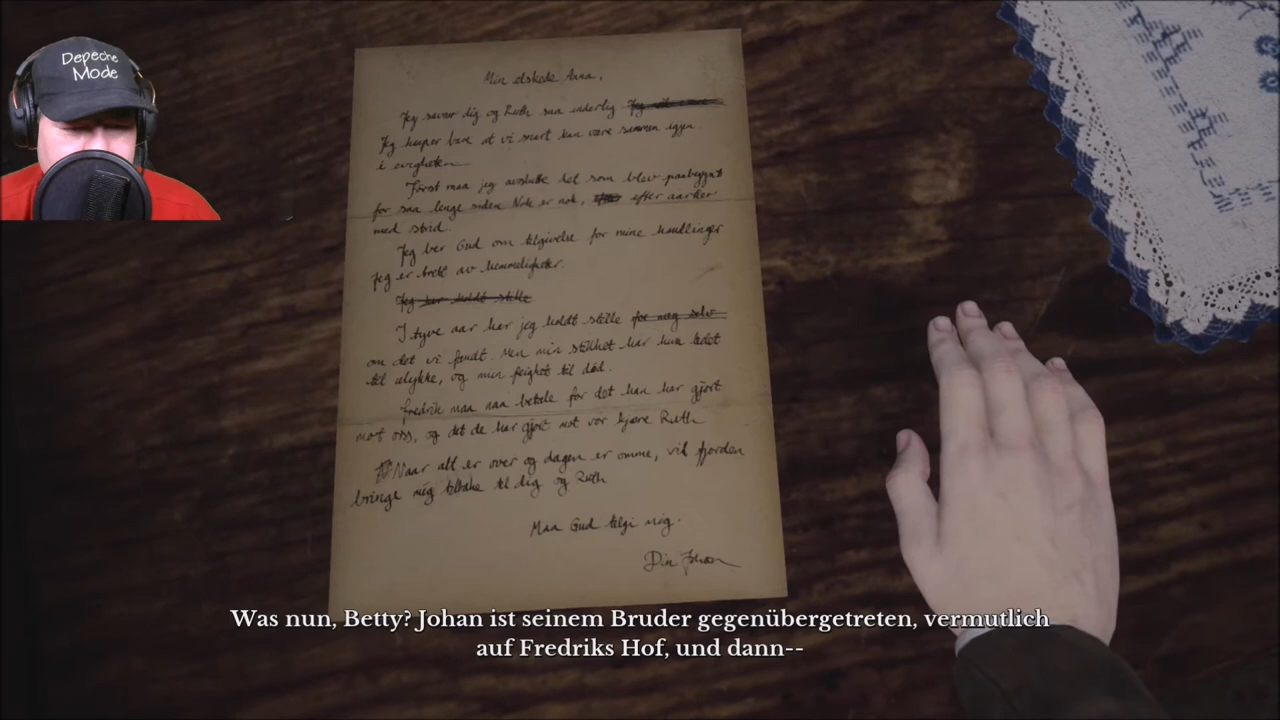 Depeche
Mode
Min elskede Anna,
Jeg savner dig og Ruth saa inderlig
Jeg haaper bare at vi snart kan være sammen igjen
i evigheten
Først maa jeg avslutte det som blev paabegynt
for saa lenge siden Nok er nok, efter aartier
med strid.
Jeg ber Gud om tilgivelse for mine handlinger
Jeg er trett av hemmeligheter.
Jeg har holdt stille
I tyve aar har jeg holdt stille for meg selv
om det vi fandt. Men min stillhet har kun ledet
til ulykke, og min feighet til død.
Fredrik maa naa betale for det han har gjort
mot oss, og det de har gjort mot vor kjære Ruth
Naar alt er over og dagen er omme, vil fjorden
bringe mig tilbake til dig og Ruth
Maa Gud tilgi mig.
Din Johan
Was nun, Betty? Johan ist seinem Bruder gegenübergetreten, vermutlich
auf Fredriks Hof, und dann--